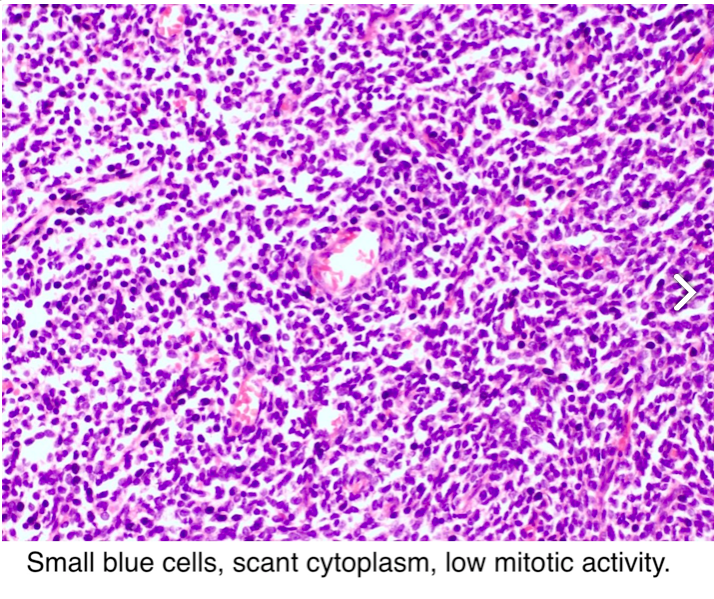 Small blue cells, scant cytoplasm, low mitotic activity.